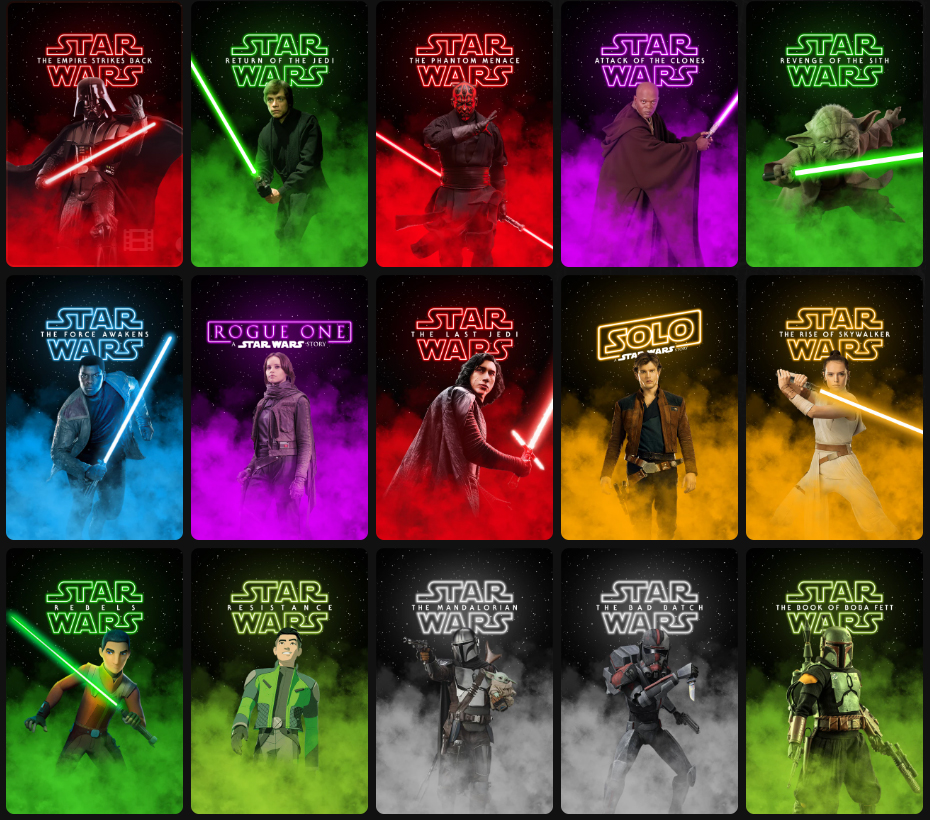 STAR
THE EMPIRE STRIKES BACK
WARS
STAR
RETURN OF THE JEDI
WARS
STAR
THE PHANTOM MENACE
WARS
STAR
ATTACK OF THE CLONES
WARS
STAR
REVENGE OF THE SITH
WARS
STAR
THE FORCE AWAKENS
WARS
ROGUE ONE
A STAR WARS STORY
STAR
THE LAST JEDI
WARS
SOLO
A STAR WARS STORY
STAR
THE RISE OF SKYWALKER
WARS
STAR
REBELS
WARS
STAR
RESISTANCE
WARS
STAR
THE MANDALORIAN
WARS
STAR
THE BAD BATCH
WARS
STAR
THE BOOK OF BOBA FETT
WARS